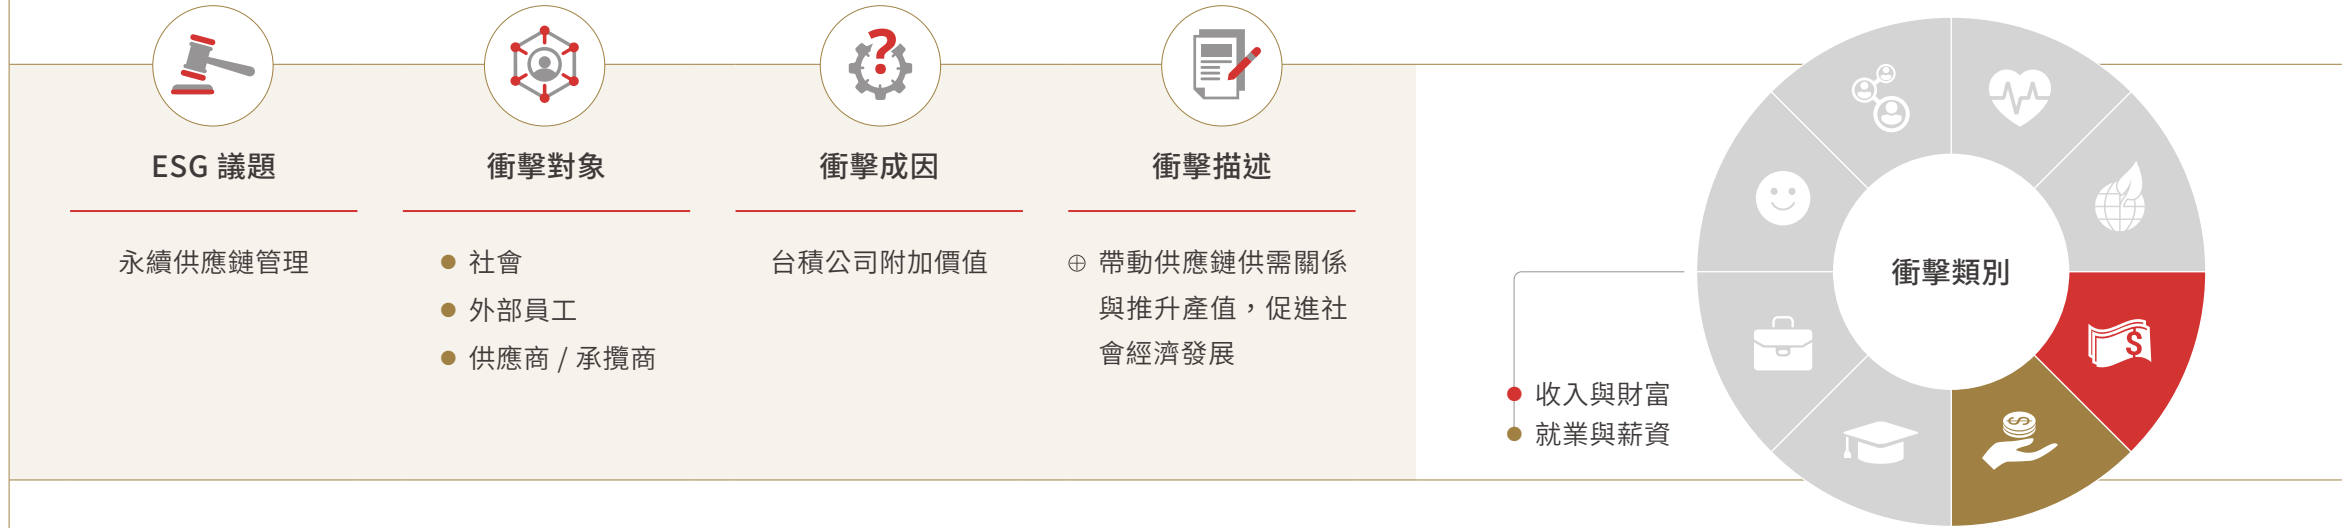 ESG 議題
永續供應鏈管理
衝擊對象
社會
外部員工
供應商 / 承攬商
衝擊成因
台積公司附加價值
衝擊描述
⊕ 帶動供應鏈供需關係
與推升產值，促進社
會經濟發展
衝擊類別
收入與財富
就業與薪資